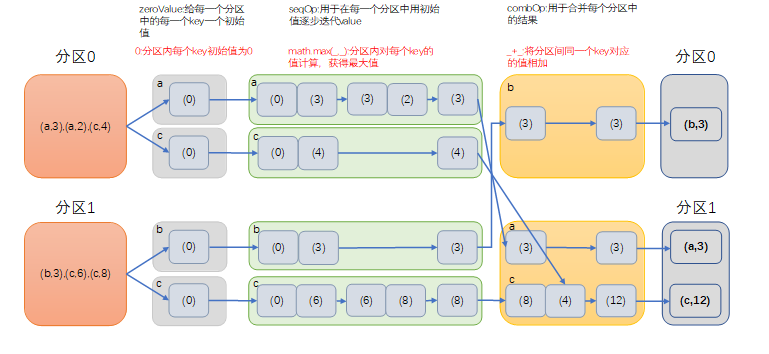 zeroValue:给每一个分区
中的每一个key一个初始
值
0:分区内每个key初始值为0
seqOp:用于在每一个分区中用初始
值逐步迭代value
math.max(_,_):分区内对每个key的
值计算，获得最大值
combOp:用于合并每个分区中
的结果
_+_:将分区间同一个key对应
的值相加
分区0
(a,3),(a,2),(c,4)
a
(0)
c
(0)
a
(0)
(3)
(3)
(2)
(3)
c
(0)
(4)
(4)
b
(3)
(3)
分区0
(b,3)
分区1
(b,3),(c,6),(c,8)
b
(0)
c
(0)
b
(0)
(3)
(3)
c
(0)
(6)
(6)
(8)
(8)
a
(3)
(3)
c
(8)
(4)
(12)
分区1
(a,3)
(c,12)